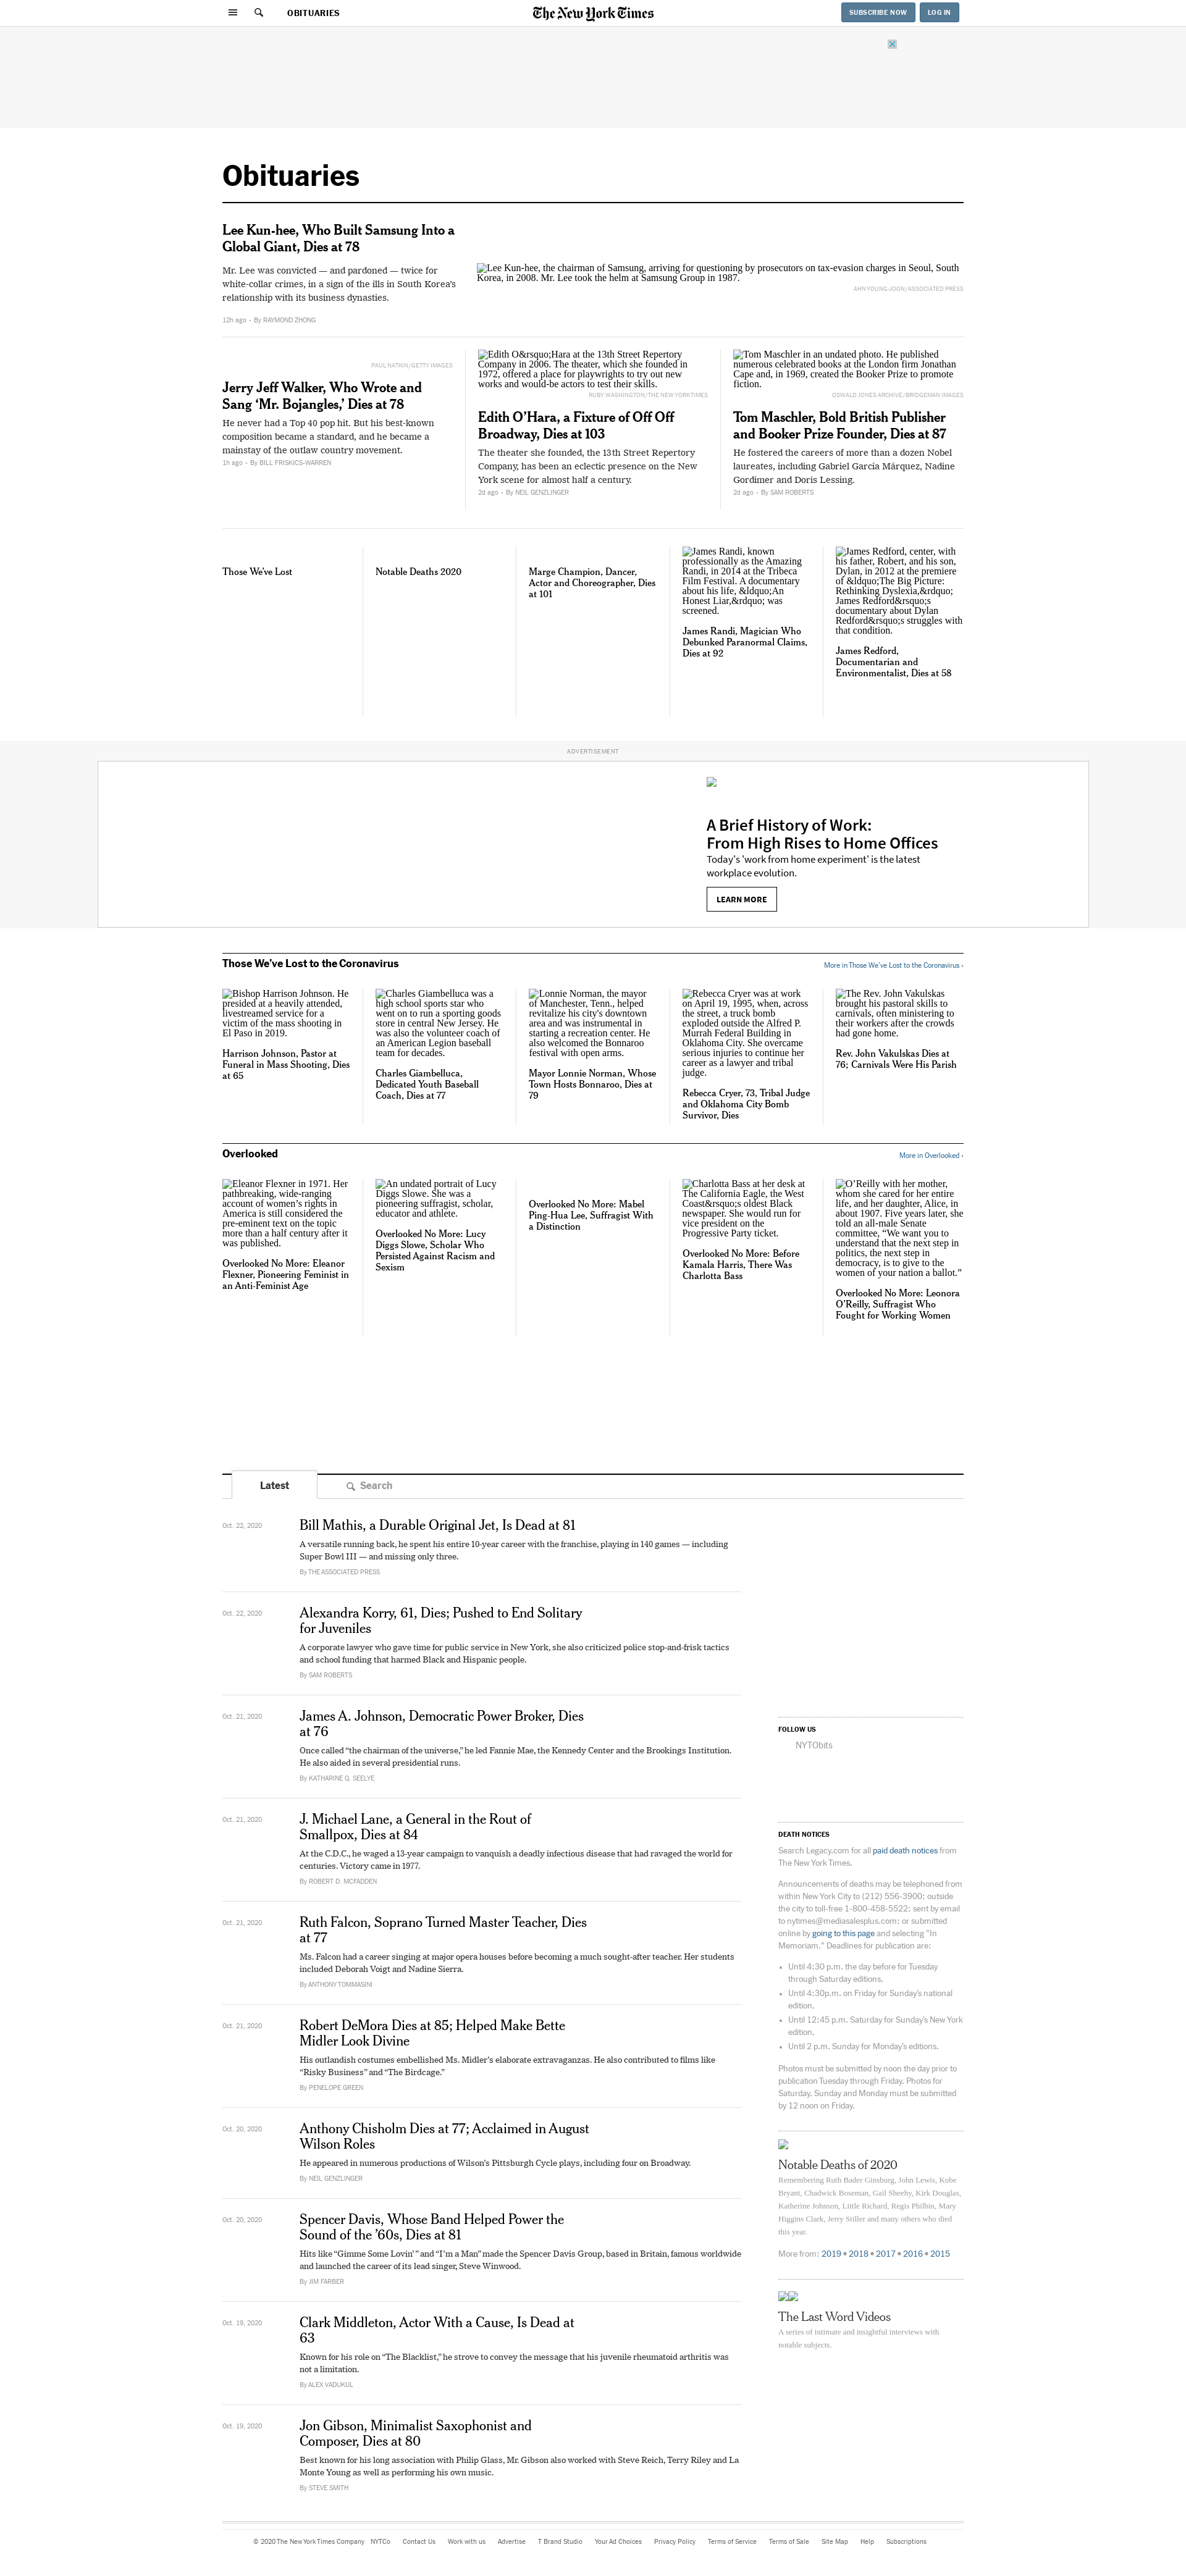 OBITUARIES
The New York Times
SUBSCRIBE NOW
LOG IN
Obituaries
Lee Kun-hee, Who Built Samsung Into a
Global Giant, Dies at 78
Mr. Lee was convicted — and pardoned — twice for
white-collar crimes, in a sign of the ills in South Korea’s
relationship with its business dynasties.
12h ago • By RAYMOND ZHONG
Lee Kun-hee, the chairman of Samsung, arriving for questioning by prosecutors on tax-evasion charges in Seoul, South
Korea, in 2008. Mr. Lee took the helm at Samsung Group in 1987.
AHN YOUNG-JOON/ASSOCIATED PRESS
PAUL NATKIN/GETTY IMAGES
Jerry Jeff Walker, Who Wrote and
Sang ‘Mr. Bojangles,’ Dies at 78
He never had a Top 40 pop hit. But his best-known
composition became a standard, and he became a
mainstay of the outlaw country movement.
1h ago • By BILL FRISKICS-WARREN
Edith O&rsquo;Hara at the 13th Street Repertory
Company in 2006. The theater, which she founded in
1972, offered a place for playwrights to try out new
works and would-be actors to test their skills.
RUBY WASHINGTON/THE NEW YORK TIMES
Edith O’Hara, a Fixture of Off Off
Broadway, Dies at 103
The theater she founded, the 13th Street Repertory
Company, has been an eclectic presence on the New
York scene for almost half a century.
2d ago • By NEIL GENZLINGER
Tom Maschler in an undated photo. He published
numerous celebrated books at the London firm Jonathan
Cape and, in 1969, created the Booker Prize to promote
fiction.
OSWALD JONES ARCHIVE/BRIDGEMAN IMAGES
Tom Maschler, Bold British Publisher
and Booker Prize Founder, Dies at 87
He fostered the careers of more than a dozen Nobel
laureates, including Gabriel García Márquez, Nadine
Gordimer and Doris Lessing.
2d ago • By SAM ROBERTS
Those We’ve Lost
Notable Deaths 2020
Marge Champion, Dancer,
Actor and Choreographer, Dies
at 101
James Randi, known
professionally as the Amazing
Randi, in 2014 at the Tribeca
Film Festival. A documentary
about his life, &ldquo;An
Honest Liar,&rdquo; was
screened.
James Randi, Magician Who
Debunked Paranormal Claims,
Dies at 92
James Redford, center, with
his father, Robert, and his son,
Dylan, in 2012 at the premiere
of &ldquo;The Big Picture:
Rethinking Dyslexia,&rdquo;
James Redford&rsquo;s
documentary about Dylan
Redford&rsquo;s struggles with
that condition.
James Redford,
Documentarian and
Environmentalist, Dies at 58
ADVERTISEMENT
A Brief History of Work:
From High Rises to Home Offices
Today's 'work from home experiment' is the latest
workplace evolution.
LEARN MORE
Those We’ve Lost to the Coronavirus
More in Those We’ve Lost to the Coronavirus ›
Bishop Harrison Johnson. He
presided at a heavily attended,
livestreamed service for a
victim of the mass shooting in
El Paso in 2019.
Harrison Johnson, Pastor at
Funeral in Mass Shooting, Dies
at 65
Charles Giambelluca was a
high school sports star who
went on to run a sporting goods
store in central New Jersey. He
was also the volunteer coach of
an American Legion baseball
team for decades.
Charles Giambelluca,
Dedicated Youth Baseball
Coach, Dies at 77
Lonnie Norman, the mayor
of Manchester, Tenn., helped
revitalize his city's downtown
area and was instrumental in
starting a recreation center. He
also welcomed the Bonnaroo
festival with open arms.
Mayor Lonnie Norman, Whose
Town Hosts Bonnaroo, Dies at
79
Rebecca Cryer was at work
on April 19, 1995, when, across
the street, a truck bomb
exploded outside the Alfred P.
Murrah Federal Building in
Oklahoma City. She overcame
serious injuries to continue her
career as a lawyer and tribal
judge.
Rebecca Cryer, 73, Tribal Judge
and Oklahoma City Bomb
Survivor, Dies
The Rev. John Vakulskas
brought his pastoral skills to
carnivals, often ministering to
their workers after the crowds
had gone home.
Rev. John Vakulskas Dies at
76; Carnivals Were His Parish
Overlooked
More in Overlooked ›
Eleanor Flexner in 1971. Her
pathbreaking, wide-ranging
account of women’s rights in
America is still considered the
pre-eminent text on the topic
more than a half century after it
was published.
Overlooked No More: Eleanor
Flexner, Pioneering Feminist in
an Anti-Feminist Age
An undated portrait of Lucy
Diggs Slowe. She was a
pioneering suffragist, scholar,
educator and athlete.
Overlooked No More: Lucy
Diggs Slowe, Scholar Who
Persisted Against Racism and
Sexism
Overlooked No More: Mabel
Ping-Hua Lee, Suffragist With
a Distinction
Charlotta Bass at her desk at
The California Eagle, the West
Coast&rsquo;s oldest Black
newspaper. She would run for
vice president on the
Progressive Party ticket.
Overlooked No More: Before
Kamala Harris, There Was
Charlotta Bass
O’Reilly with her mother,
whom she cared for her entire
life, and her daughter, Alice, in
about 1907. Five years later, she
told an all-male Senate
committee, “We want you to
understand that the next step in
politics, the next step in
democracy, is to give to the
women of your nation a ballot.”
Overlooked No More: Leonora
O’Reilly, Suffragist Who
Fought for Working Women
Latest
Search
Oct. 22, 2020
Bill Mathis, a Durable Original Jet, Is Dead at 81
A versatile running back, he spent his entire 10-year career with the franchise, playing in 140 games — including
Super Bowl III — and missing only three.
By THE ASSOCIATED PRESS
Oct. 22, 2020
Alexandra Korry, 61, Dies; Pushed to End Solitary
for Juveniles
A corporate lawyer who gave time for public service in New York, she also criticized police stop-and-frisk tactics
and school funding that harmed Black and Hispanic people.
By SAM ROBERTS
Oct. 21, 2020
James A. Johnson, Democratic Power Broker, Dies
at 76
Once called “the chairman of the universe,” he led Fannie Mae, the Kennedy Center and the Brookings Institution.
He also aided in several presidential runs.
By KATHARINE Q. SEELYE
Oct. 21, 2020
J. Michael Lane, a General in the Rout of
Smallpox, Dies at 84
At the C.D.C., he waged a 13-year campaign to vanquish a deadly infectious disease that had ravaged the world for
centuries. Victory came in 1977.
By ROBERT D. MCFADDEN
Oct. 21, 2020
Ruth Falcon, Soprano Turned Master Teacher, Dies
at 77
Ms. Falcon had a career singing at major opera houses before becoming a much sought-after teacher. Her students
included Deborah Voigt and Nadine Sierra.
By ANTHONY TOMMASINI
Oct. 21, 2020
Robert DeMora Dies at 85; Helped Make Bette
Midler Look Divine
His outlandish costumes embellished Ms. Midler’s elaborate extravaganzas. He also contributed to films like
“Risky Business” and “The Birdcage.”
By PENELOPE GREEN
Oct. 20, 2020
Anthony Chisholm Dies at 77; Acclaimed in August
Wilson Roles
He appeared in numerous productions of Wilson’s Pittsburgh Cycle plays, including four on Broadway.
By NEIL GENZLINGER
Oct. 20, 2020
Spencer Davis, Whose Band Helped Power the
Sound of the ’60s, Dies at 81
Hits like “Gimme Some Lovin’ ” and “I’m a Man” made the Spencer Davis Group, based in Britain, famous worldwide
and launched the career of its lead singer, Steve Winwood.
By JIM FARBER
Oct. 19, 2020
Clark Middleton, Actor With a Cause, Is Dead at
63
Known for his role on “The Blacklist,” he strove to convey the message that his juvenile rheumatoid arthritis was
not a limitation.
By ALEX VADUKUL
Oct. 19, 2020
Jon Gibson, Minimalist Saxophonist and
Composer, Dies at 80
Best known for his long association with Philip Glass, Mr. Gibson also worked with Steve Reich, Terry Riley and La
Monte Young as well as performing his own music.
By STEVE SMITH
FOLLOW US
NYTObits
DEATH NOTICES
Search Legacy.com for all paid death notices from
The New York Times.
Announcements of deaths may be telephoned from
within New York City to (212) 556-3900; outside
the city to toll-free 1-800-458-5522; sent by email
to nytimes@mediasalesplus.com; or submitted
online by going to this page and selecting "In
Memoriam." Deadlines for publication are:
• Until 4:30 p.m. the day before for Tuesday
through Saturday editions.
• Until 4:30p.m. on Friday for Sunday's national
edition.
• Until 12:45 p.m. Saturday for Sunday's New York
edition.
• Until 2 p.m. Sunday for Monday's editions.
Photos must be submitted by noon the day prior to
publication Tuesday through Friday. Photos for
Saturday, Sunday and Monday must be submitted
by 12 noon on Friday.
Notable Deaths of 2020
Remembering Ruth Bader Ginsburg, John Lewis, Kobe
Bryant, Chadwick Boseman, Gail Sheehy, Kirk Douglas,
Katherine Johnson, Little Richard, Regis Philbin, Mary
Higgins Clark, Jerry Stiller and many others who died
this year.
More from: 2019 • 2018 • 2017 • 2016 • 2015
The Last Word Videos
A series of intimate and insightful interviews with
notable subjects.
© 2020 The New York Times Company NYTCo Contact Us Work with us Advertise T Brand Studio Your Ad Choices Privacy Policy Terms of Service Terms of Sale Site Map Help Subscriptions